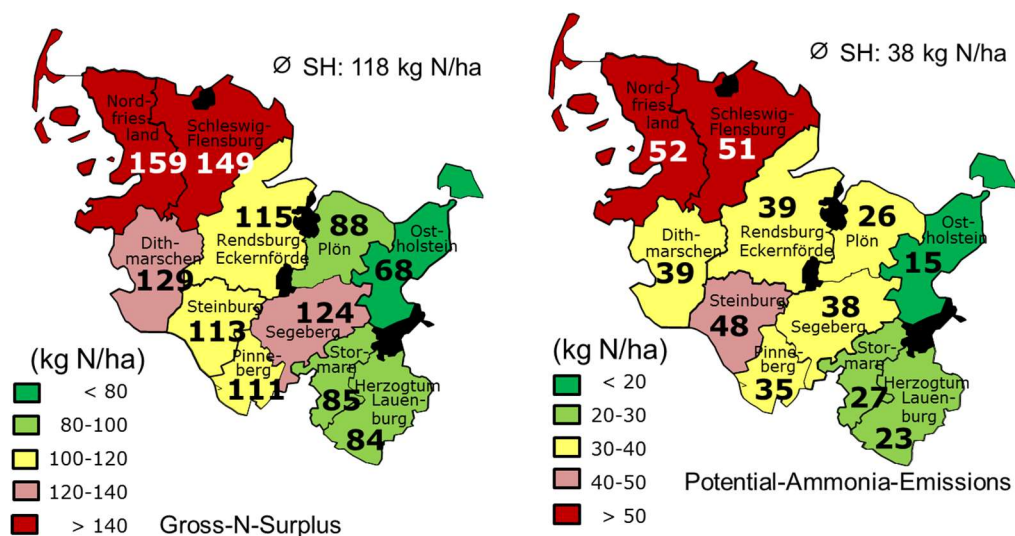 Ø SH: 118 kg N/ha
Nord-
fries-
land
159
Schleswig-
Flensburg
149
115
Rendsburg
Eckernförde
88
Plön
Ost-
holstein
68
Dith-
marschen
129
Steinburg
113
124
Segeberg
Pinne-
berg
111
Stor-
marn
85
Herzogtum
Lauen-
burg
84
(kg N/ha)
< 80
80-100
100-120
120-140
> 140
Gross-N-Surplus
Ø SH: 38 kg N/ha
Nord-
fries-
land
52
Schleswig-
Flensburg
51
39
Rendsburg
Eckernförde
26
Plön
Ost-
holstein
15
Dith-
marschen
39
Steinburg
48
38
Segeberg
Pinne-
berg
35
Stor-
marn
27
Herzogtum
Lauen-
burg
23
(kg N/ha)
< 20
20-30
30-40
40-50
> 50
Potential-Ammonia-Emissions